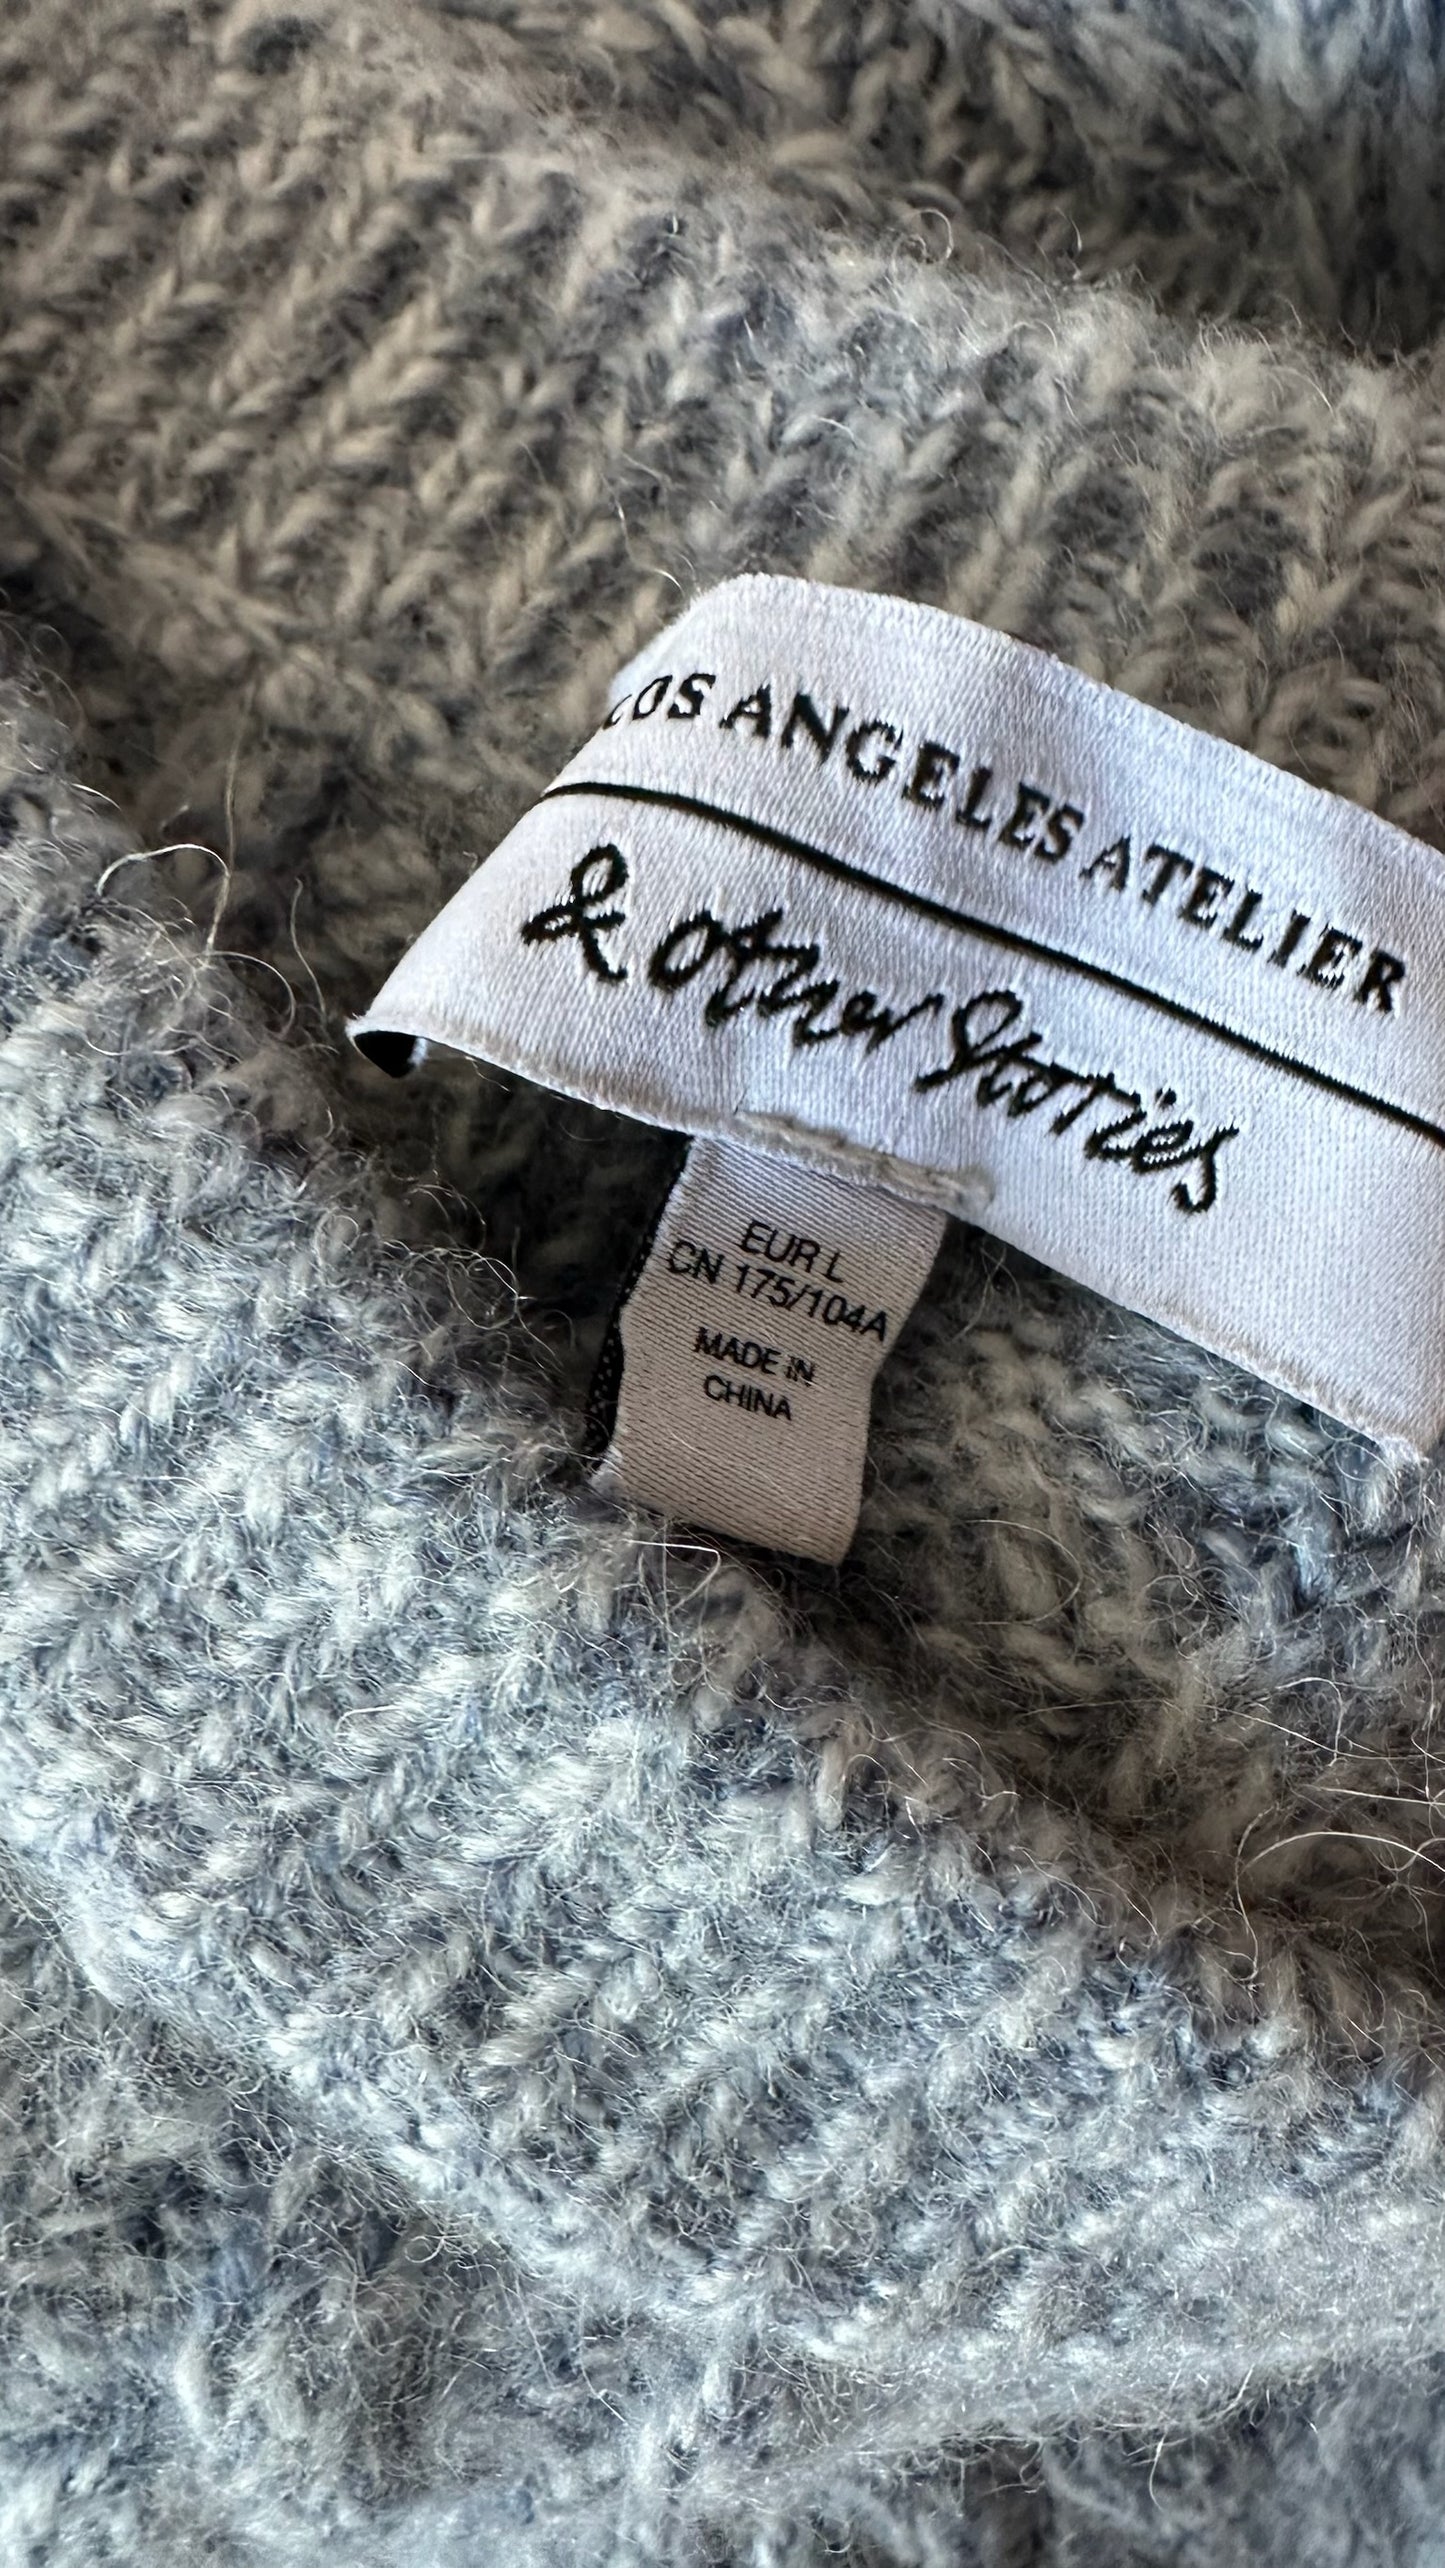 LOS ANGELES ATELIER
& Other Stories
EUR L
CN 175/104A
MADE IN
CHINA